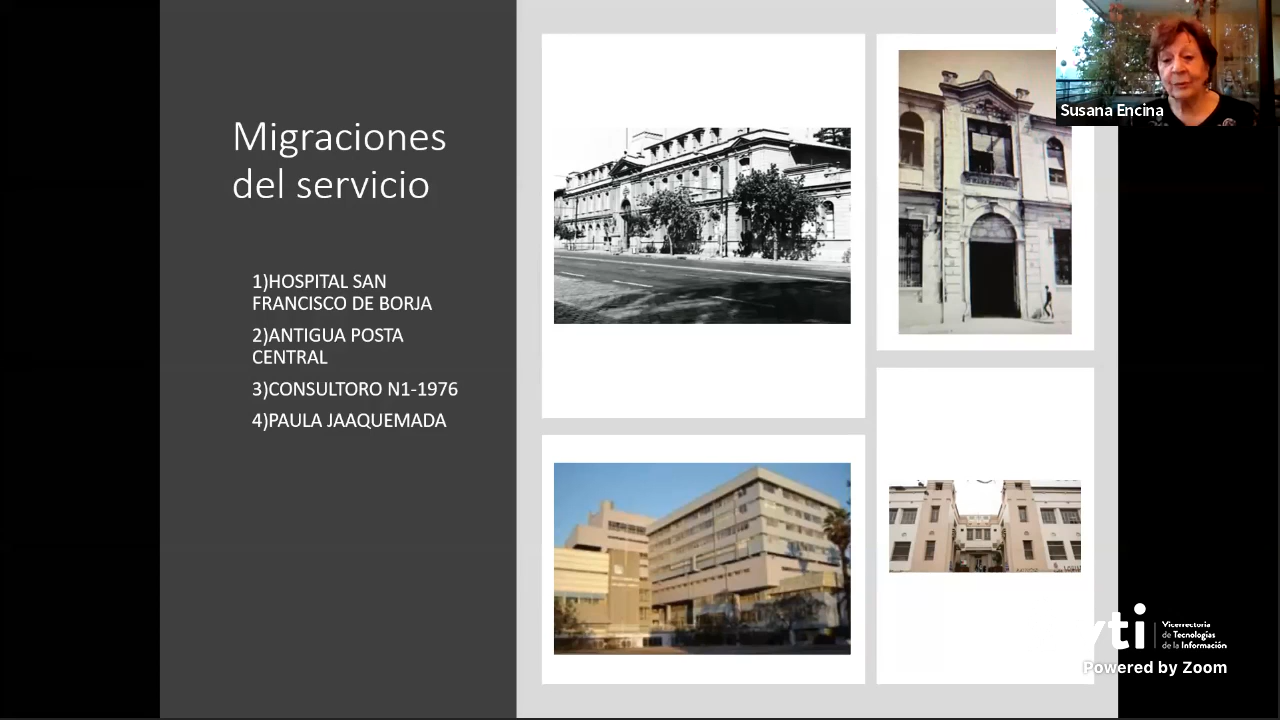 Migraciones
del servicio
1)HOSPITAL SAN
FRANCISCO DE BORJA
2)ANTIGUA POSTA
CENTRAL
3)CONSULTORO N1-1976
4)PAULA JAAQUEMADA
Susana Encina
vti
Vicerrectoría
de Tecnologías
de la Información
Powered by Zoom